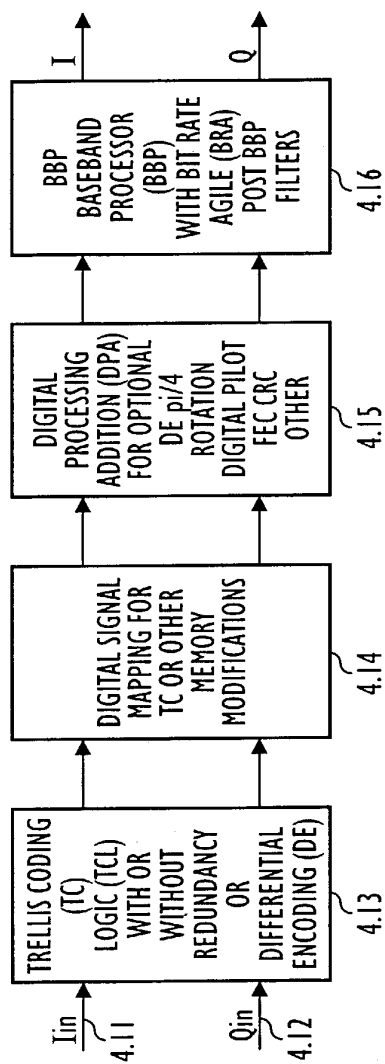 Iin
4.11
Qin
4.12
TRELLIS CODING
(TC)
LOGIC (TCL)
WITH OR
WITHOUT
REDUNDANCY
OR
DIFFERENTIAL
ENCODING (DE)
4.13
DIGITAL SIGNAL
MAPPING FOR
TC OR OTHER
MEMORY
MODIFICATIONS
4.14
DIGITAL
PROCESSING
ADDITION (DPA)
FOR OPTIONAL
DE pi/4
ROTATION
DIGITAL PILOT
FEC CRC
OTHER
4.15
BBP
BASEBAND
PROCESSOR
(BBP)
WITH BIT RATE
AGILE (BRA)
POST BBP
FILTERS
4.16
I
Q